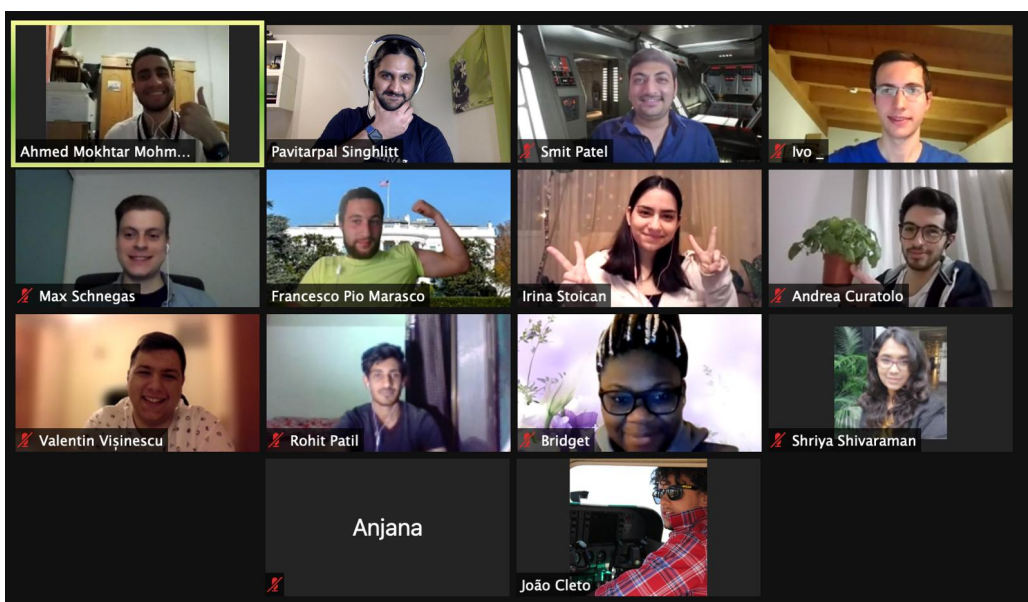 Ahmed Mokhtar Mohm...
Pavitarpal Singhlitt
Smit Patel
Ivo _
Max Schnegas
Francesco Pio Marasco
Irina Stoican
Andrea Curatolo
Valentin Vișinescu
Rohit Patil
Bridget
Shriya Shivaraman
Anjana
João Cleto